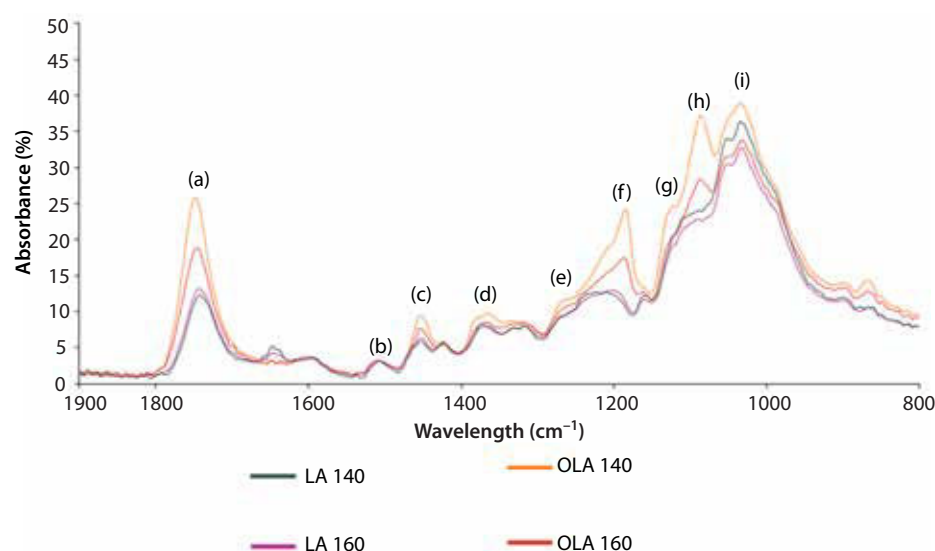 50
45
40
35
30
25
20
15
10
5
0
Absorbance (%)
(a)
(b)
(c)
(d)
(e)
(f)
(g)
(h)
(i)
1900 1800 1600 1400 1200 1000 800
Wavelength (cm⁻¹)
LA 140 OLA 140
LA 160 OLA 160